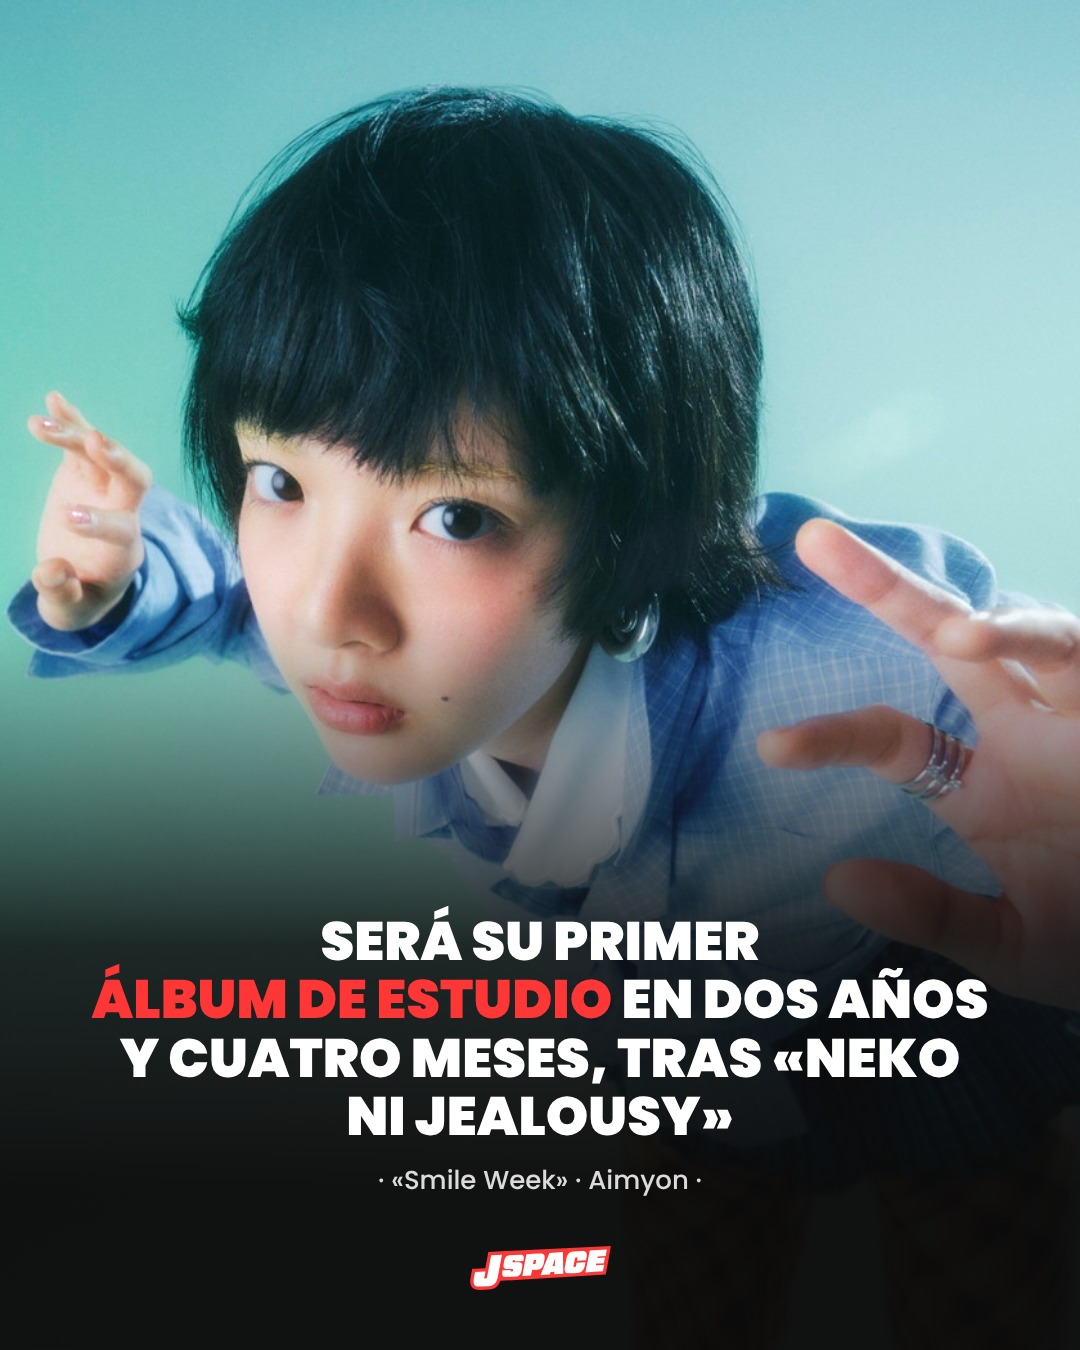 SERÁ SU PRIMER
ÁLBUM DE ESTUDIO EN DOS AÑOS
Y CUATRO MESES, TRAS «NEKO
NI JEALOUSY»
· «Smile Week» · Aimyon ·
JSPACE